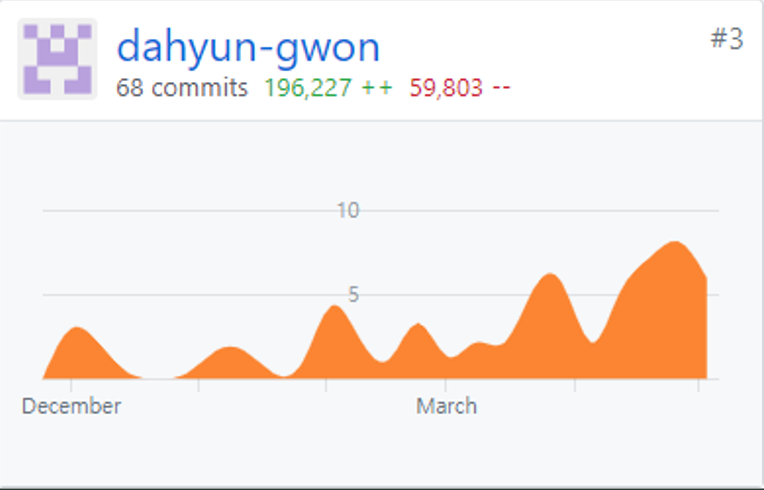 dahyun-gwon
#3
68 commits 196,227 ++ 59,803 --
10
5
December March